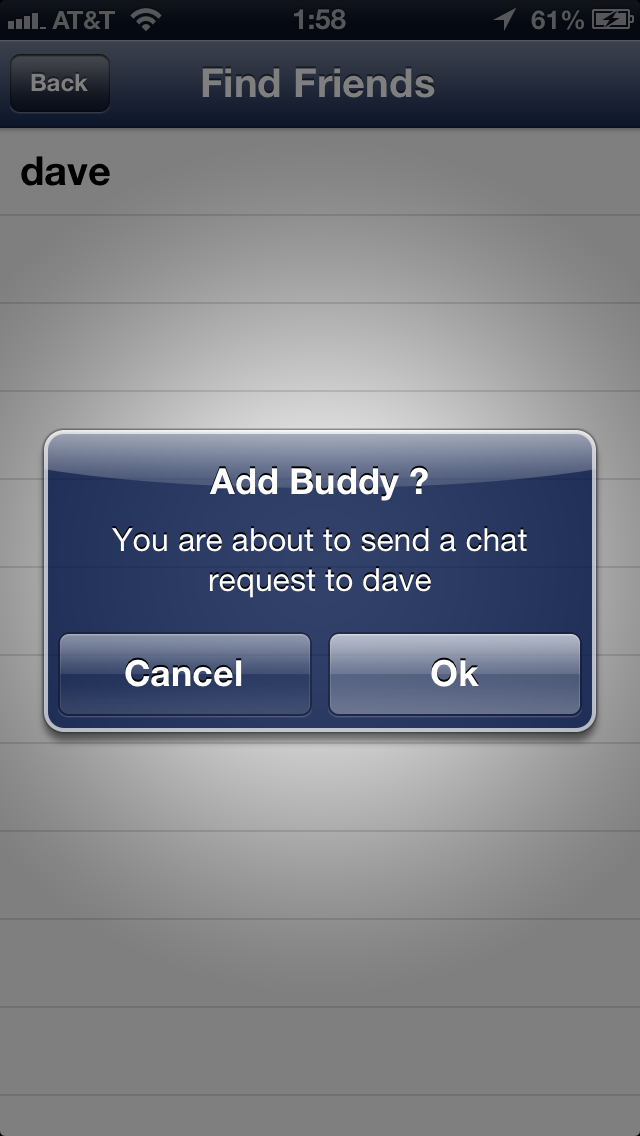 AT&T 1:58 61%
Back Find Friends
dave
Add Buddy ?
You are about to send a chat
request to dave
Cancel Ok